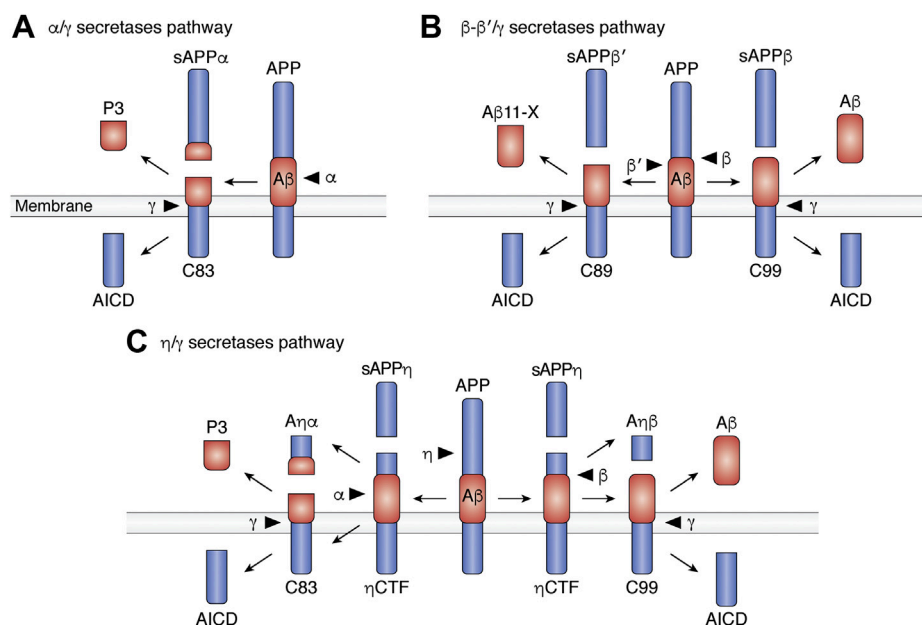 A α/γ secretases pathway
sAPPα
APP
P3
Aβ
α
Membrane
γ
C83
AICD
B β-β′/γ secretases pathway
sAPPβ′
APP
sAPPβ
Aβ11-X
Aβ
β′
β
Aβ
γ
γ
C89
C99
AICD
AICD
C η/γ secretases pathway
sAPPη
APP
sAPPη
P3
Aηα
Aηβ
Aβ
η
β
α
Aβ
γ
γ
C83
ηCTF
ηCTF
C99
AICD
AICD